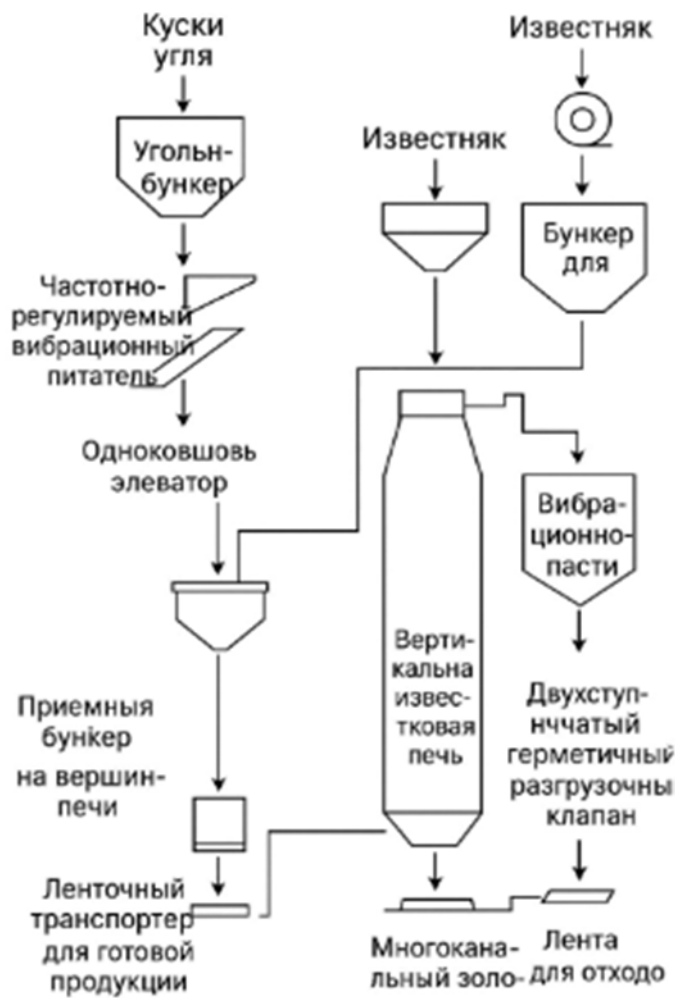 Куски
угля
Угольн-
бункер
Частотно-
регулируемый
вибрационный
питатель
Одноковшовь
элеватор
Приемныя
бункер
на вершин-
печи
Ленточный
транспортер
для готовой
продукции
Известняк
Верти-
кальна
извес-
тковая
печь
Многокана-
льный золо-
Известняк
Бункер
для
Вибра-
ционно-
пасти
Двухступ-
нччатый
герметичный
разгрузочны
клапан
Лента
для отходо